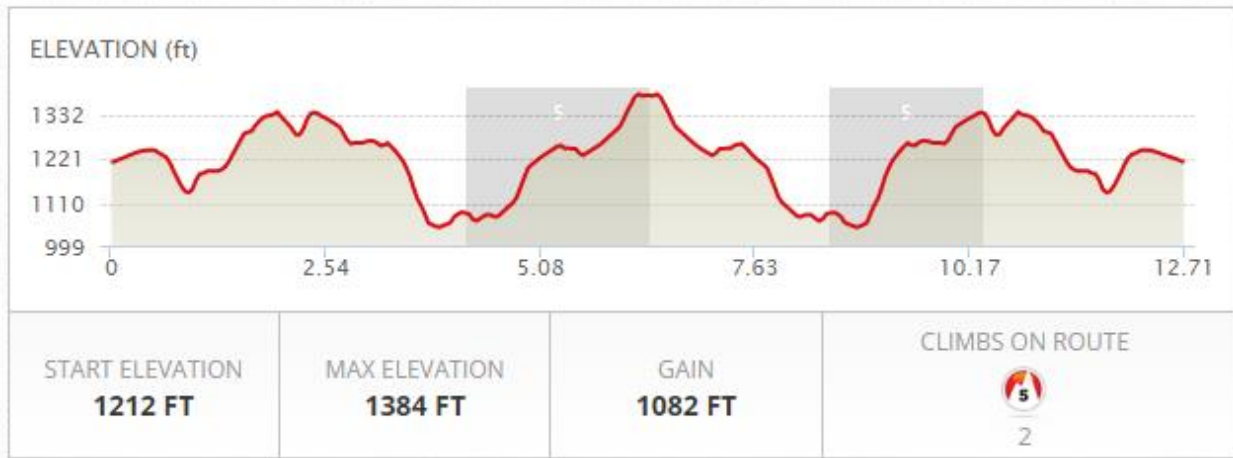 ELEVATION (ft)
1332
1221
1110
999
5
5
0 2.54 5.08 7.63 10.17 12.71
START ELEVATION
1212 FT
MAX ELEVATION
1384 FT
GAIN
1082 FT
CLIMBS ON ROUTE
5
2